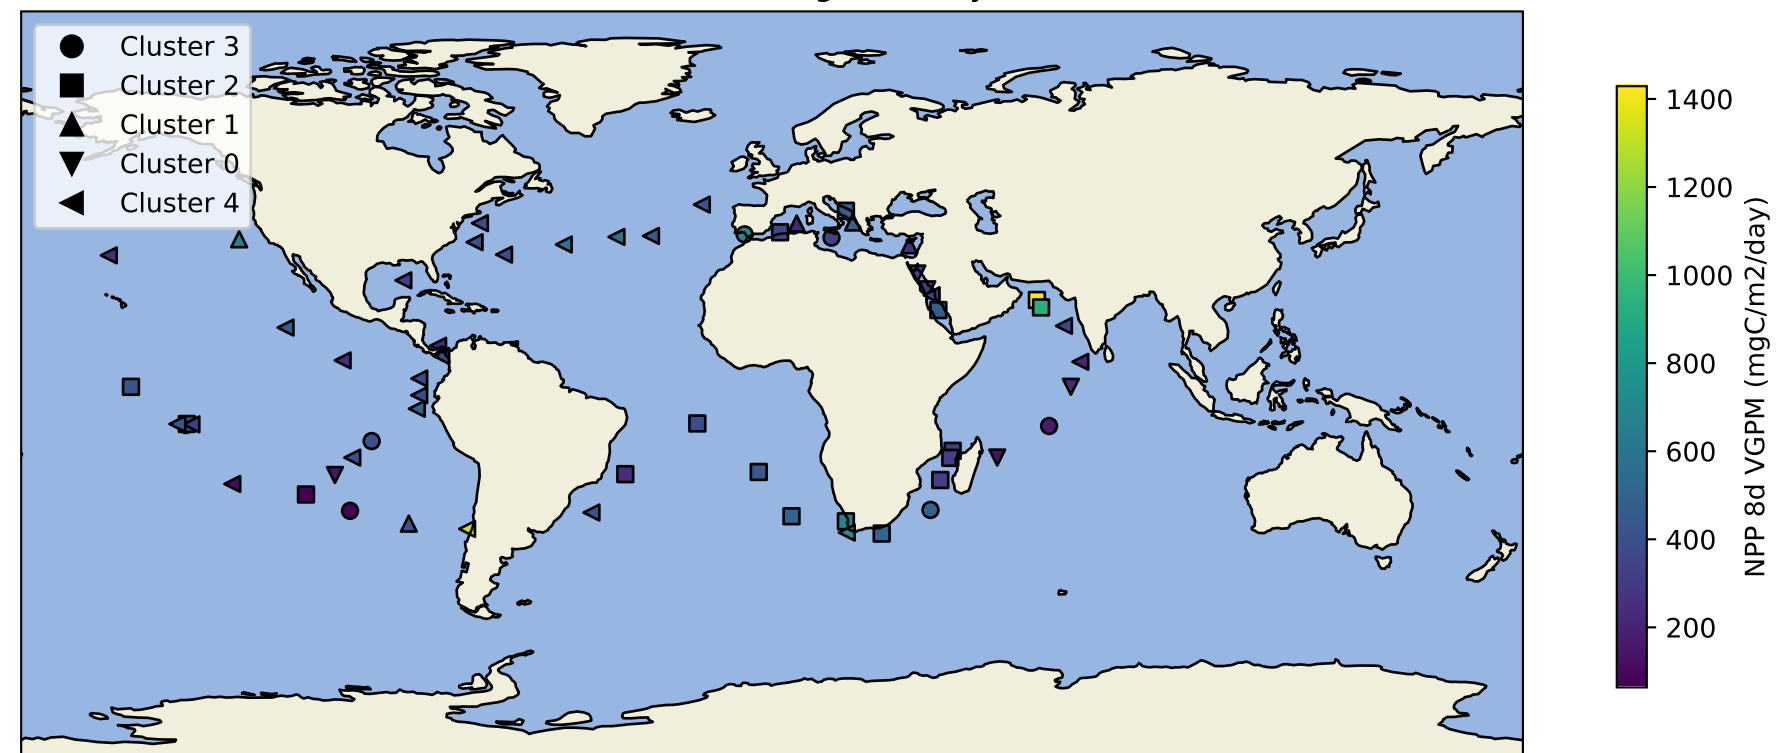 Cluster 3
Cluster 2
Cluster 1
Cluster 0
Cluster 4
1400
1200
1000
800
600
400
200
NPP 8d VGPM (mgC/m2/day)